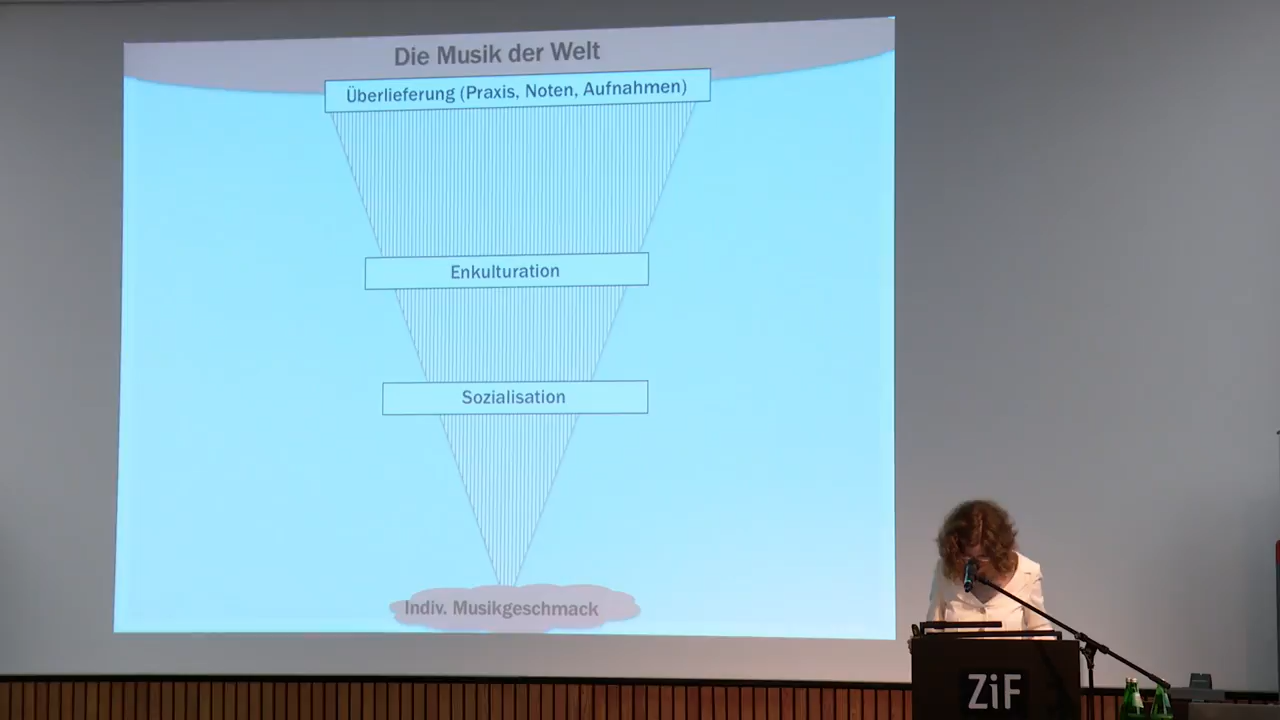 Die Musik der Welt
Überlieferung (Praxis, Noten, Aufnahmen)
Enkulturation
Sozialisation
Indiv. Musikgeschmack
ZiF